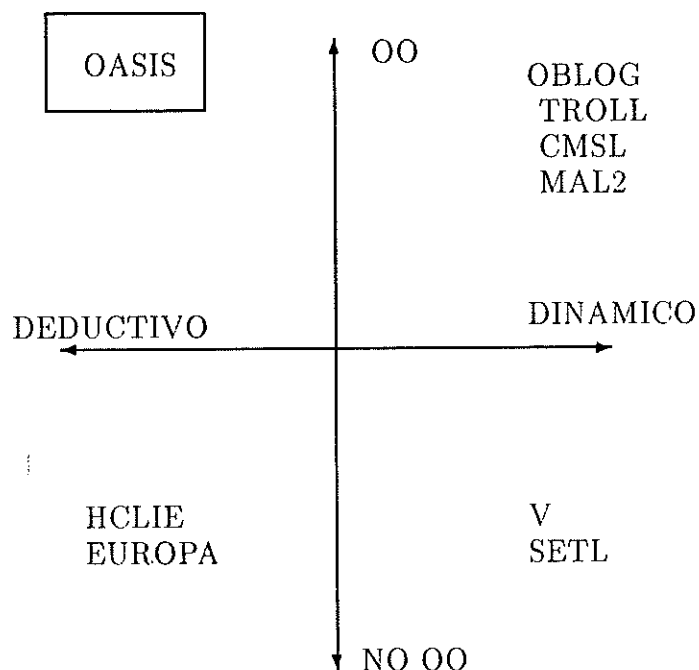 OASIS
OO
OBLOG
TROLL
CMSL
MAL2
DEDUCTIVO
DINAMICO
HCLIE
EUROPA
V
SETL
NO OO